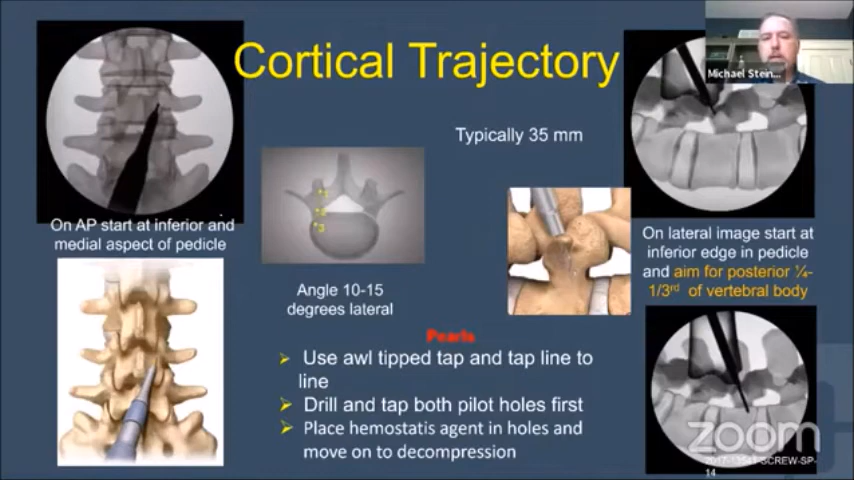 Cortical Trajectory
Michael Stein...
Typically 35 mm
On AP start at inferior and
medial aspect of pedicle
Angle 10-15
degrees lateral
On lateral image start at
inferior edge in pedicle
and aim for posterior ¼-
1/3rd of vertebral body
Pearls
➢ Use awl tipped tap and tap line to
line
➢ Drill and tap both pilot holes first
➢ Place hemostatis agent in holes and
move on to decompression
zoom
14